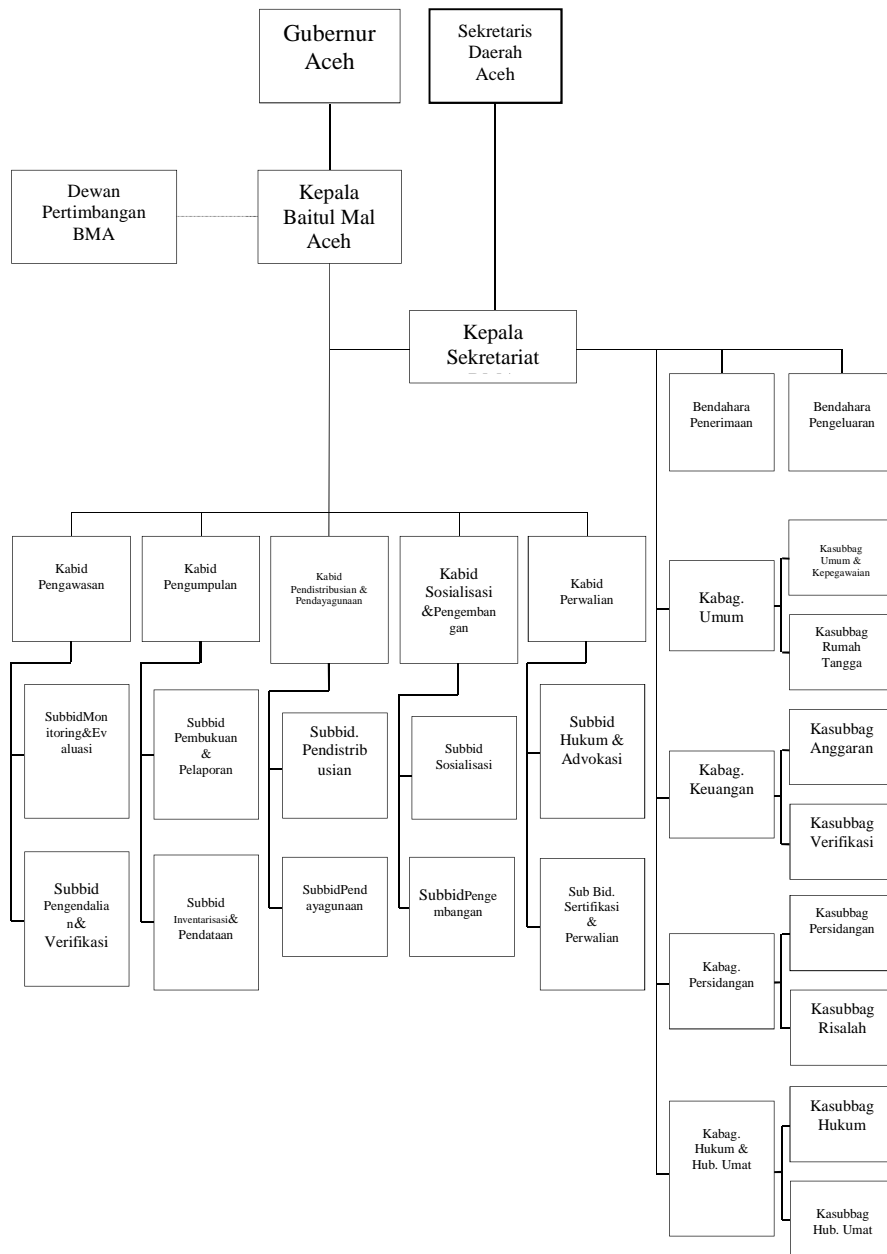 Gubernur
Aceh
Sekretaris
Daerah
Aceh
Dewan
Pertimbangan
BMA
Kepala
Baitul Mal
Aceh
Kepala
Sekretariat
Bendahara
Penerimaan
Bendahara
Pengeluaran
Kabid
Pengawasan
Kabid
Pengumpulan
Kabid
Pendistribusian &
Pendayagunaan
Kabid
Sosialisasi
&Pengemba
ngan
Kabid
Perwalian
SubbidMon
itoring&Ev
aluasi
Subbid
Pembukuan
&
Pelaporan
Subbid.
Pendistrib
usian
Subbid
Sosialisasi
Subbid
Hukum &
Advokasi
Subbid
Pengendalia
n&
Verifikasi
Subbid
Inventarisasi&
Pendataan
SubbidPend
ayagunaan
SubbidPenge
mbangan
Sub Bid.
Sertifikasi
&
Perwalian
Kabag.
Umum
Kasubbag
Umum &
Kepegawaian
Kasubbag
Rumah
Tangga
Kabag.
Keuangan
Kasubbag
Anggaran
Kasubbag
Verifikasi
Kabag.
Persidangan
Kasubbag
Persidangan
Kasubbag
Risalah
Kabag.
Hukum &
Hub. Umat
Kasubbag
Hukum
Kasubbag
Hub. Umat